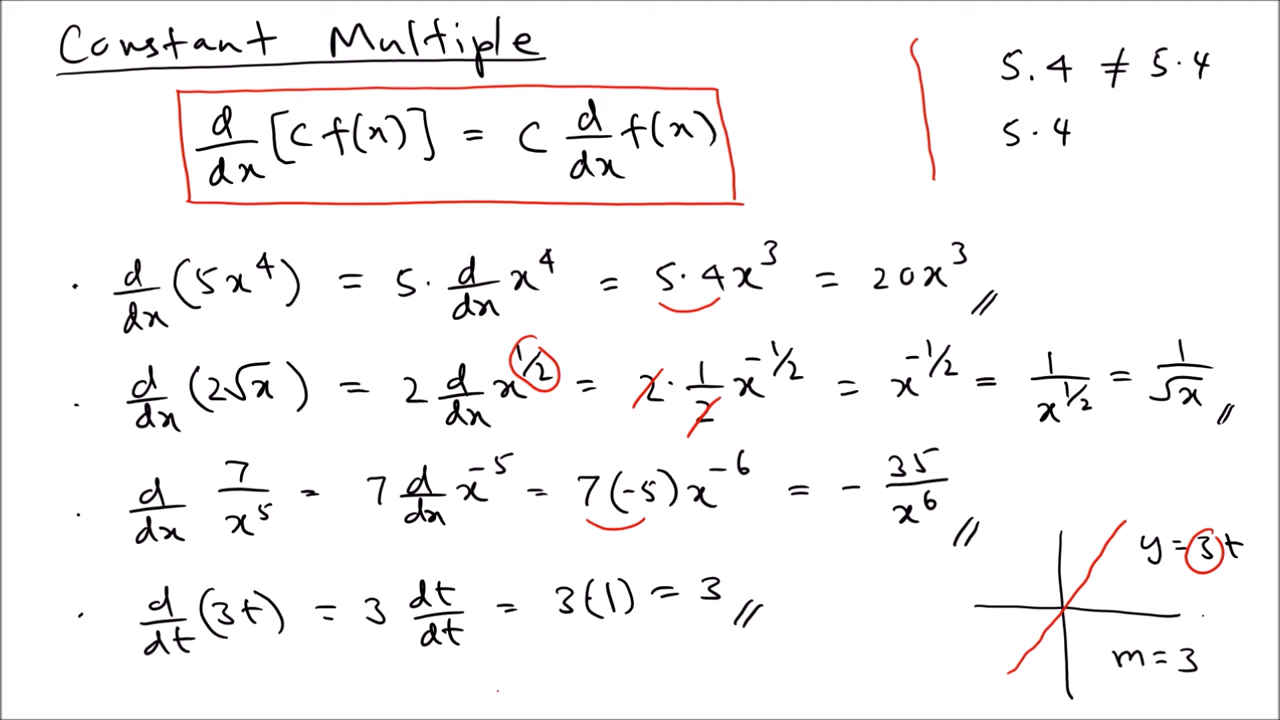 Constant Multiple
d/dx [c f(x)] = c d/dx f(x)
5.4 ≠ 5·4
5·4
· d/dx (5x⁴) = 5· d/dx x⁴ = 5·4x³ = 20x³ //
· d/dx (2√x) = 2 d/dx x^1/2 = 2· 1/2 x^-1/2 = x^-1/2 = 1/x^1/2 = 1/√x //
· d/dx 7/x⁵ = 7 d/dx x⁻⁵ = 7(-5)x⁻⁶ = - 35/x⁶ //
y = 3t
· d/dt (3t) = 3 dt/dt = 3(1) = 3 //
m = 3